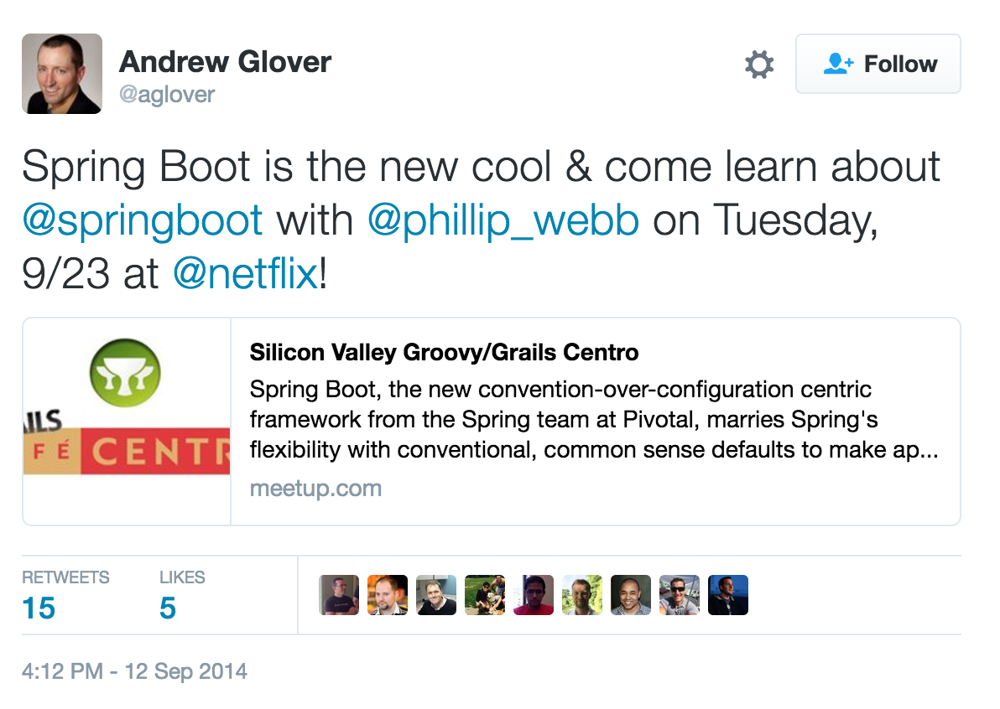 Andrew Glover
@aglover
Follow
Spring Boot is the new cool & come learn about
@springboot with @phillip_webb on Tuesday,
9/23 at @netflix!
Silicon Valley Groovy/Grails Centro
Spring Boot, the new convention-over-configuration centric
framework from the Spring team at Pivotal, marries Spring's
flexibility with conventional, common sense defaults to make ap...
meetup.com
AILS
FÉ CENTR
RETWEETS LIKES
15 5
4:12 PM - 12 Sep 2014